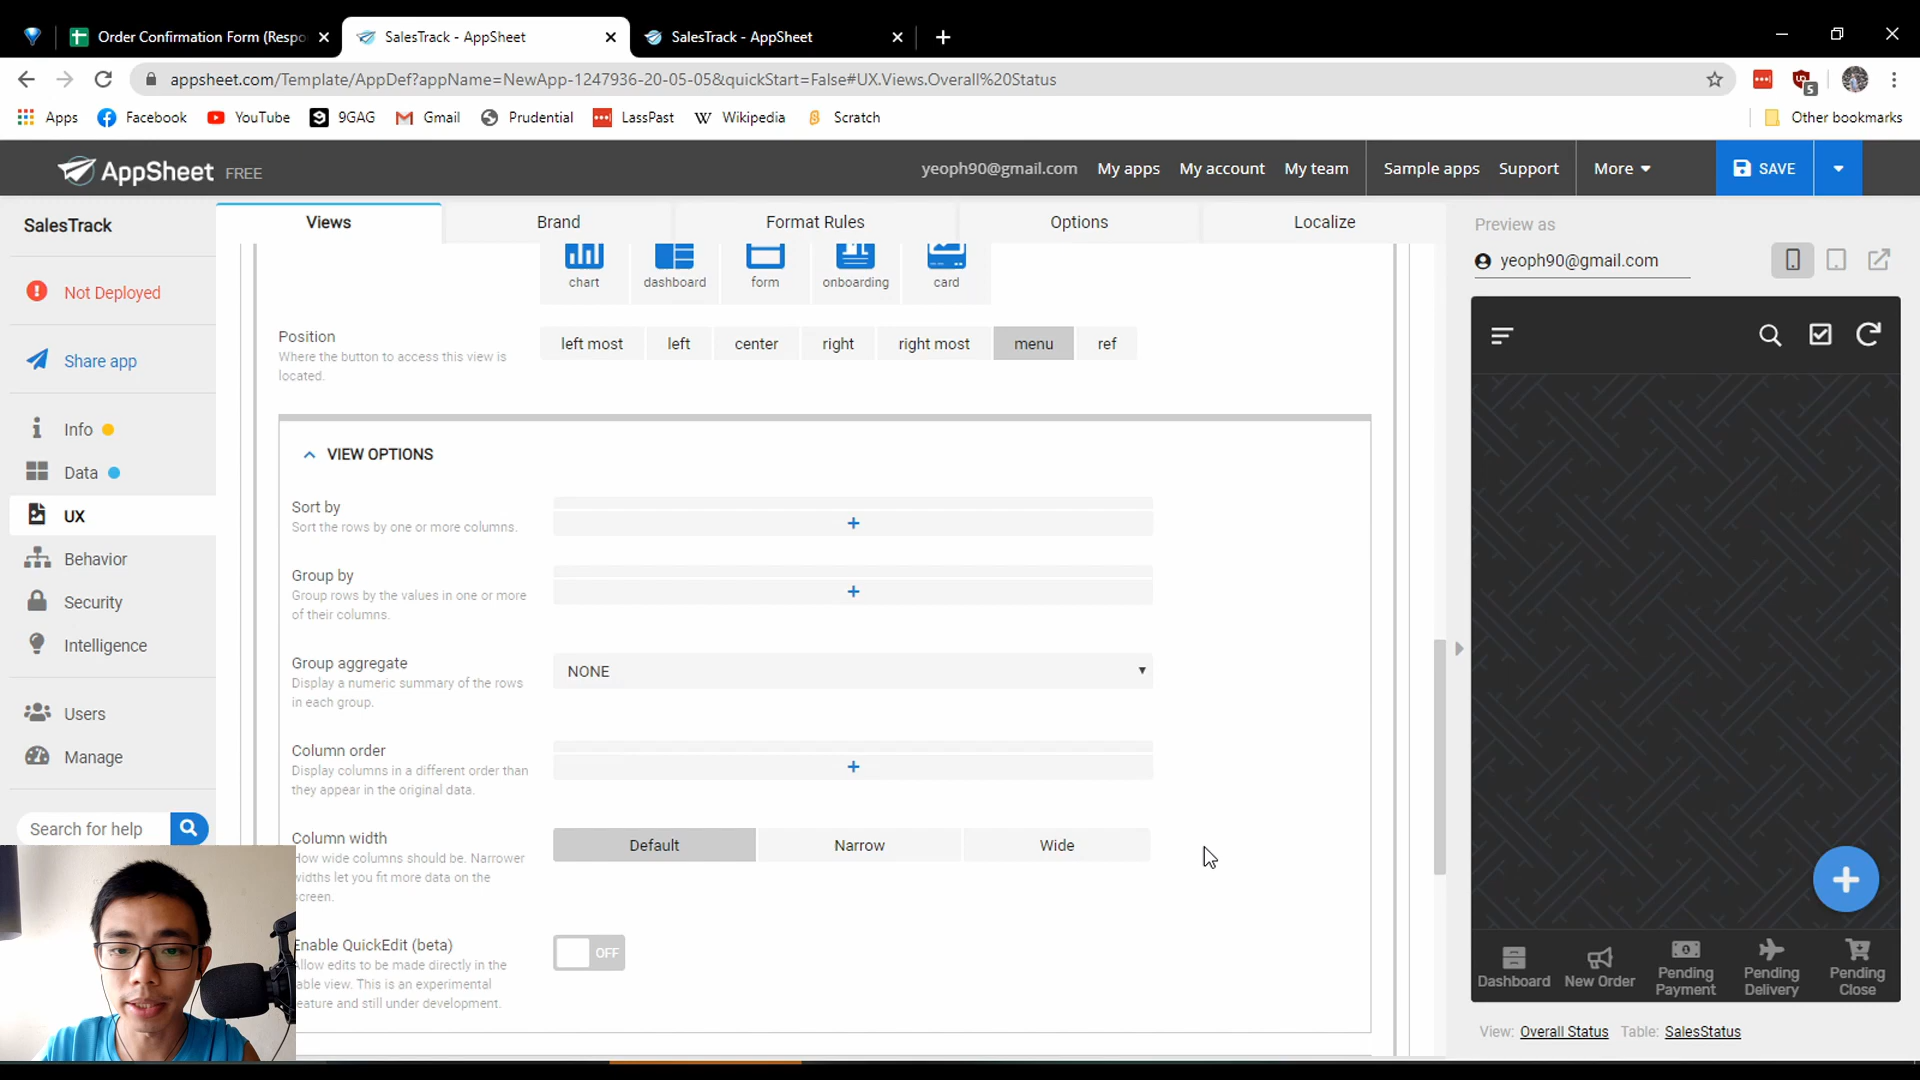 Order Confirmation Form (Respo
SalesTrack - AppSheet
SalesTrack - AppSheet
appsheet.com/Template/AppDef?appName=NewApp-1247936-20-05-05&quickStart=False#UX.Views.Overall%20Status
5
Apps
Facebook
YouTube
9GAG
Gmail
Prudential
LassPast
Wikipedia
Scratch
Other bookmarks
AppSheet FREE
yeoph90@gmail.com
My apps
My account
My team
Sample apps
Support
More
SAVE
SalesTrack
Views
Brand
Format Rules
Options
Localize
Preview as
yeoph90@gmail.com
Not Deployed
Share app
Info
Data
UX
Behavior
Security
Intelligence
Users
Manage
Search for help
chart
dashboard
form
onboarding
card
Position
Where the button to access this view is
located.
left most
left
center
right
right most
menu
ref
VIEW OPTIONS
Sort by
Sort the rows by one or more columns.
Group by
Group rows by the values in one or more
of their columns.
Group aggregate
Display a numeric summary of the rows
in each group.
NONE
Column order
Display columns in a different order than
they appear in the original data.
Column width
How wide columns should be. Narrower
widths let you fit more data on the
screen.
Default
Narrow
Wide
Enable QuickEdit (beta)
Allow edits to be made directly in the
table view. This is an experimental
feature and still under development.
OFF
Dashboard
New Order
Pending
Payment
Pending
Delivery
Pending
Close
View: Overall Status Table: SalesStatus